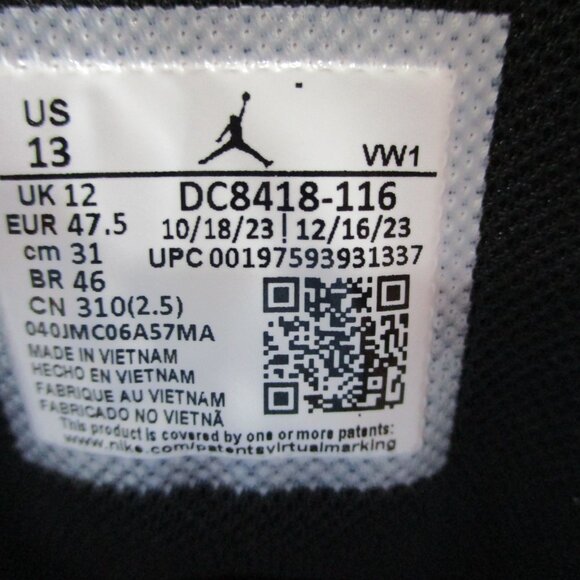 US
13
VW1
UK 12
DC8418-116
EUR 47.5
10/18/23 | 12/16/23
cm 31
UPC 00197593931337
BR 46
CN 310(2.5)
040JMC06A57MA
MADE IN VIETNAM
HECHO EN VIETNAM
FABRIQUE AU VIETNAM
FABRICADO NO VIETNÃ
This product is covered by one or more patents:
www.nike.com/patentsvirtualmarking